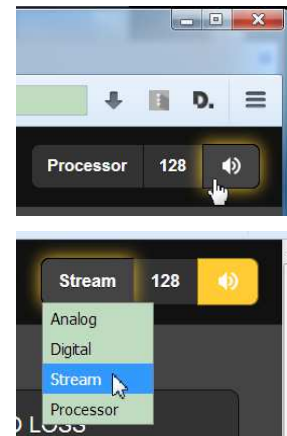 D.
Processor 128
Stream 128
Analog
Digital
Stream
Processor
D LOSS